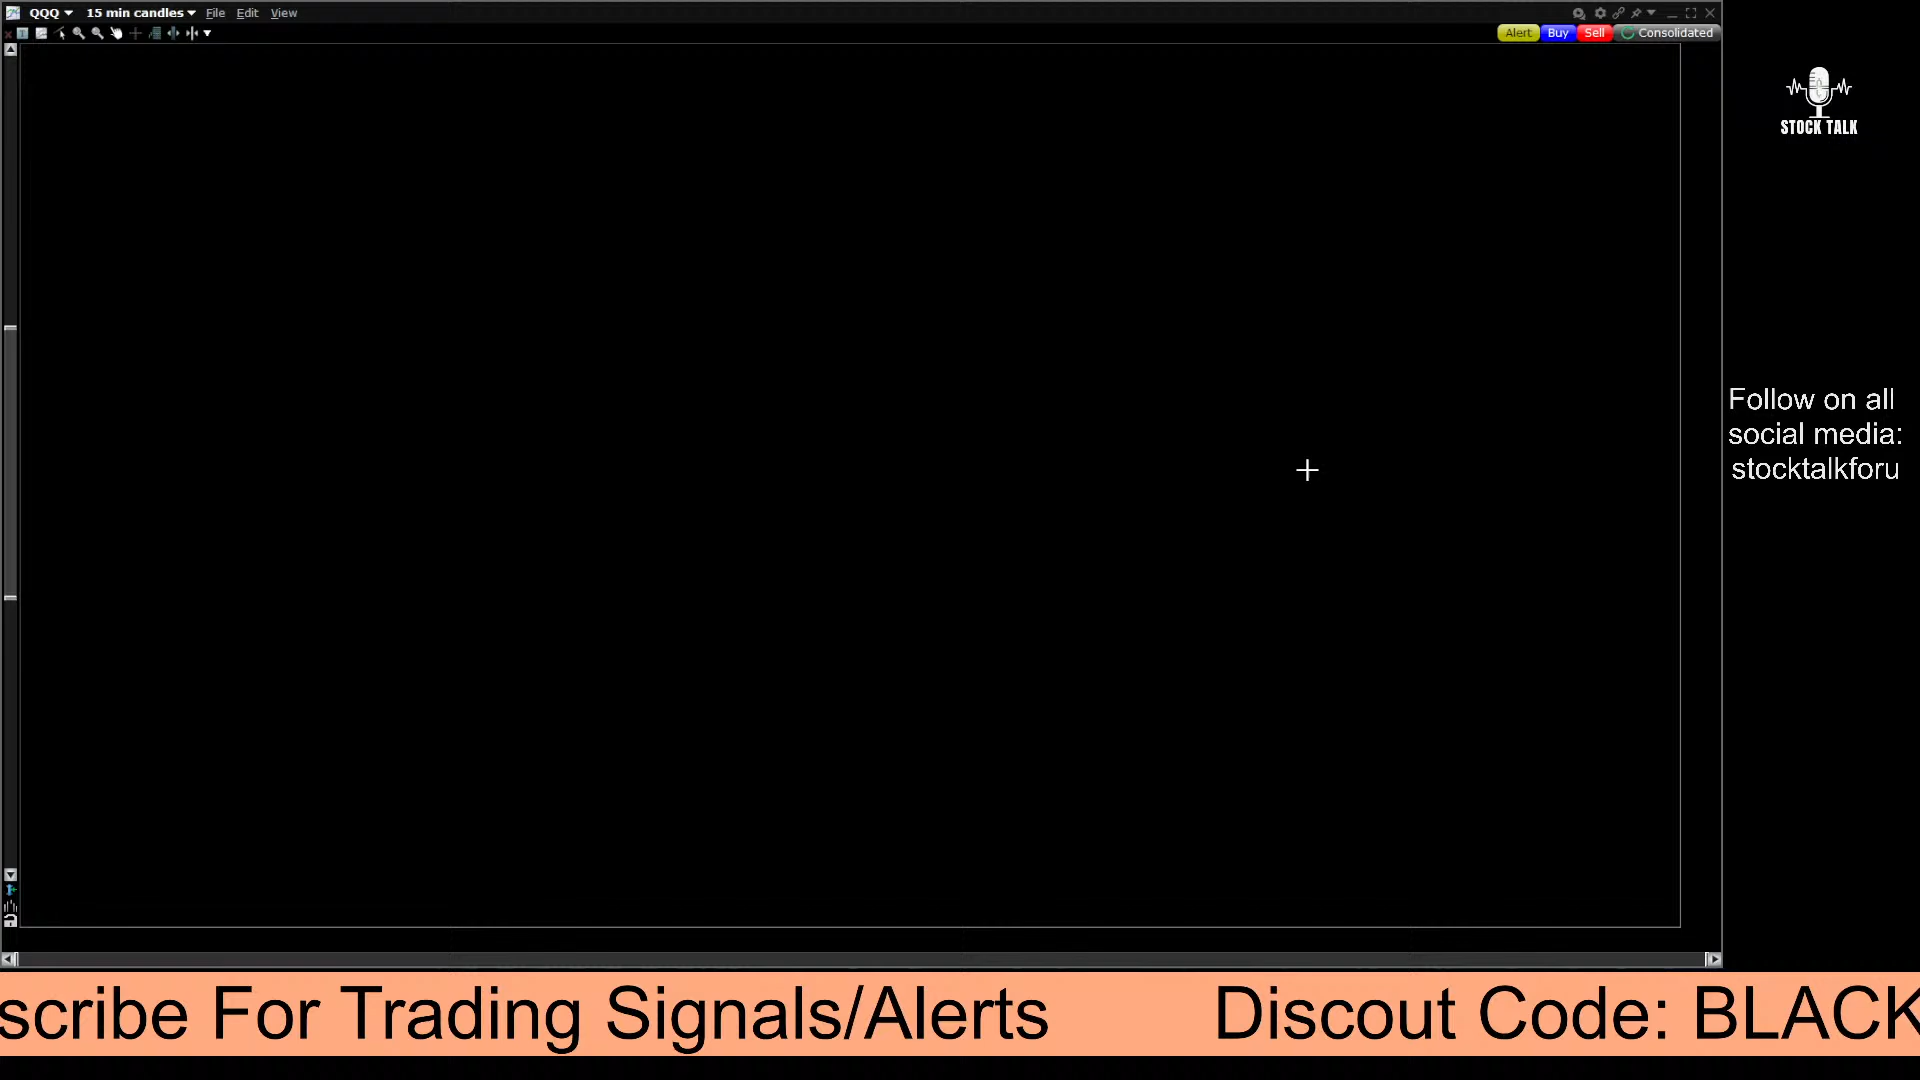 QQQ 15 min candles File Edit View
Alert Buy Sell Consolidated
STOCK TALK
Follow on all
social media:
stocktalkforu
scribe For Trading Signals/Alerts Discout Code: BLACK